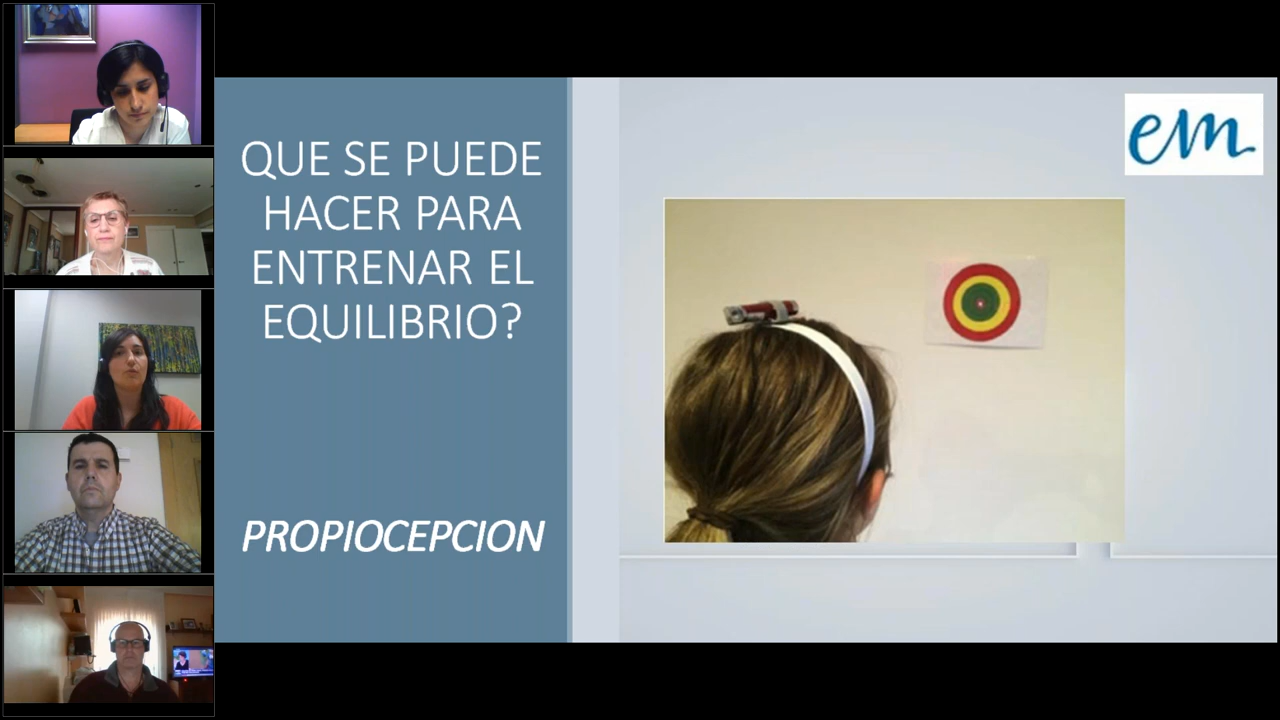 QUE SE PUEDE
HACER PARA
ENTRENAR EL
EQUILIBRIO?
PROPIOCEPCION
em